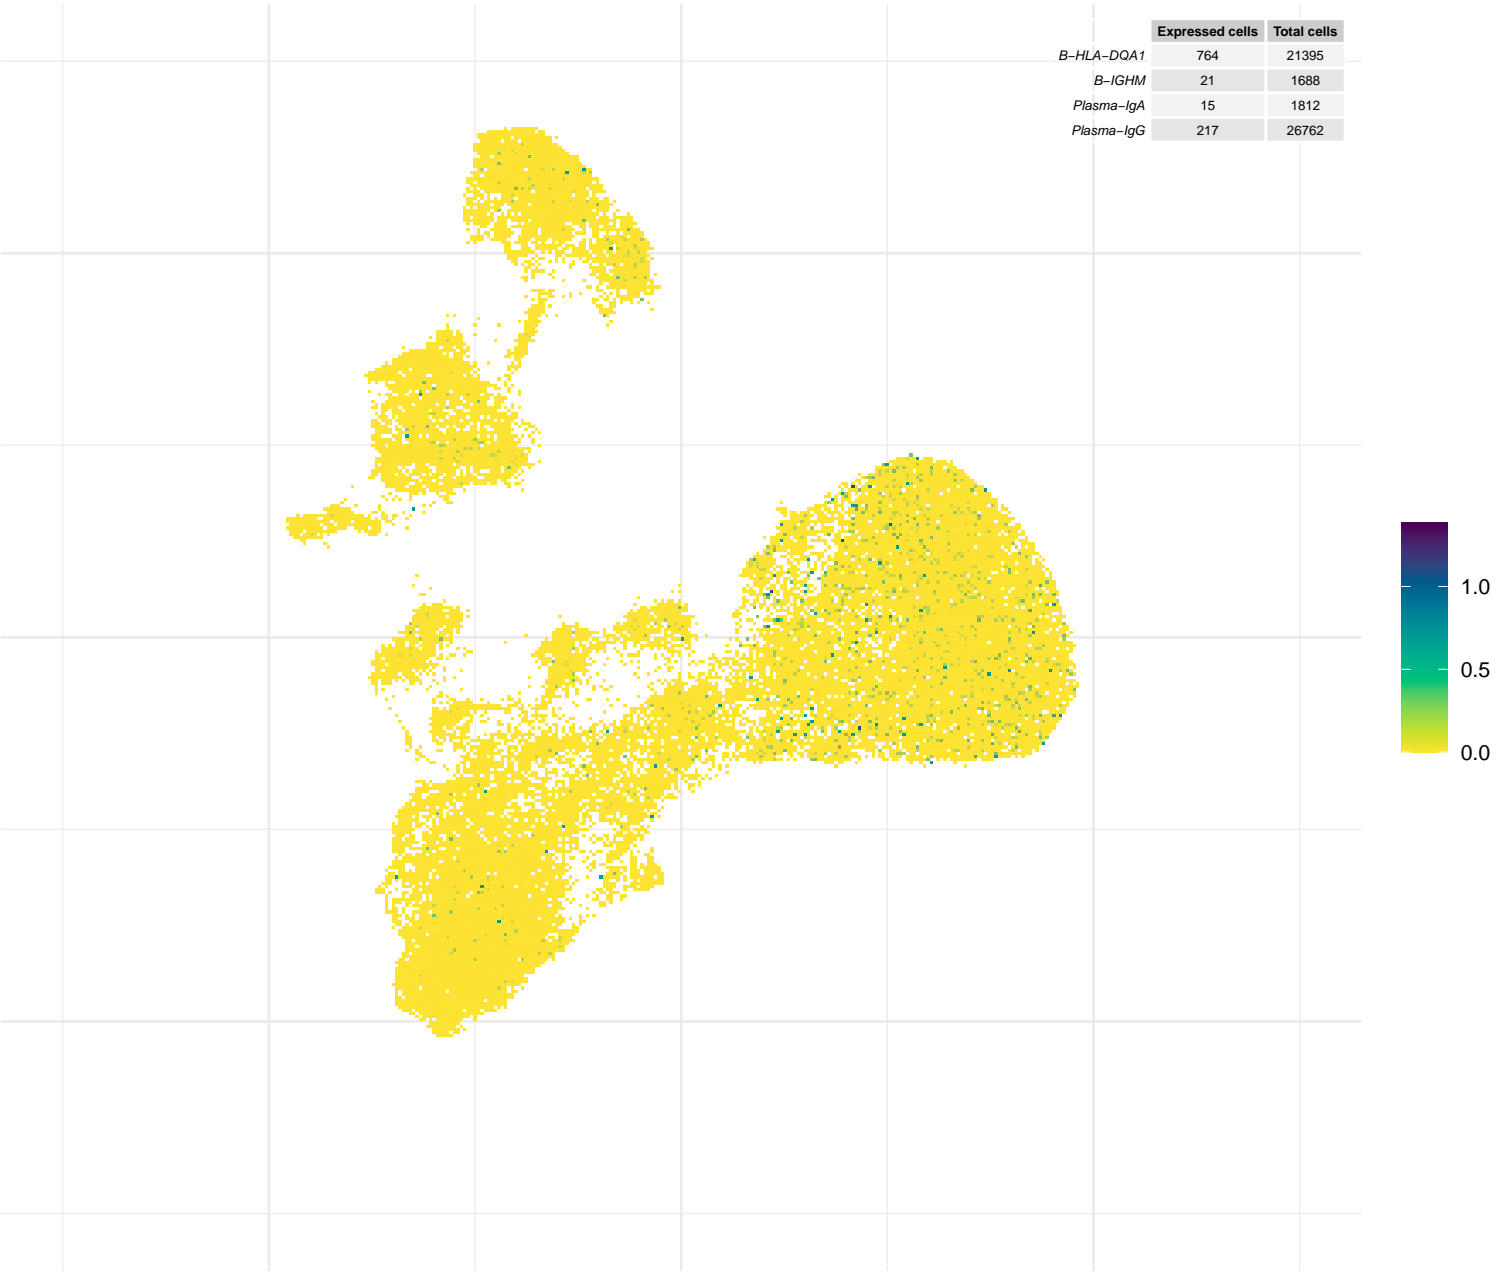 Expressed cells Total cells
B-HLA-DQA1 764 21395
B-IGHM 21 1688
Plasma-IgA 15 1812
Plasma-IgG 217 26762
1.0
0.5
0.0